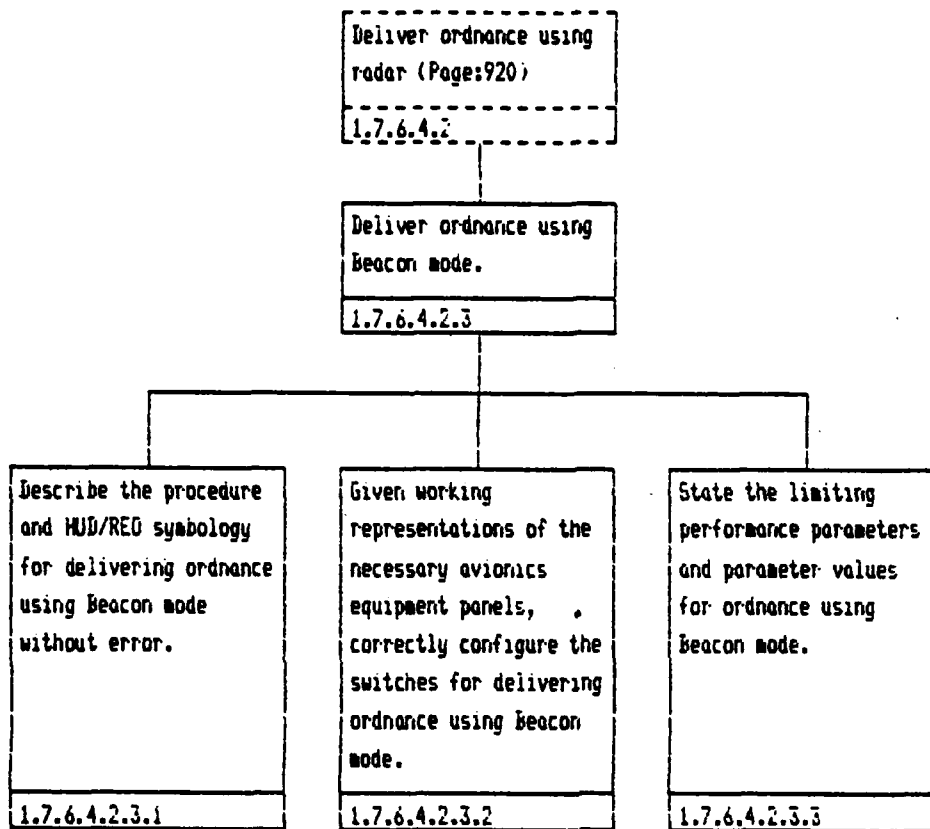 Deliver ordnance using
radar (Page:920)
1.7.6.4.2
Deliver ordnance using
Beacon mode.
1.7.6.4.2.3
Describe the procedure
and HUD/REO symbology
for delivering ordnance
using Beacon mode
without error.
1.7.6.4.2.3.1
Given working
representations of the
necessary avionics
equipment panels,
correctly configure the
switches for delivering
ordnance using Beacon
mode.
1.7.6.4.2.3.2
State the limiting
performance parameters
and parameter values
for ordnance using
Beacon mode.
1.7.6.4.2.3.3